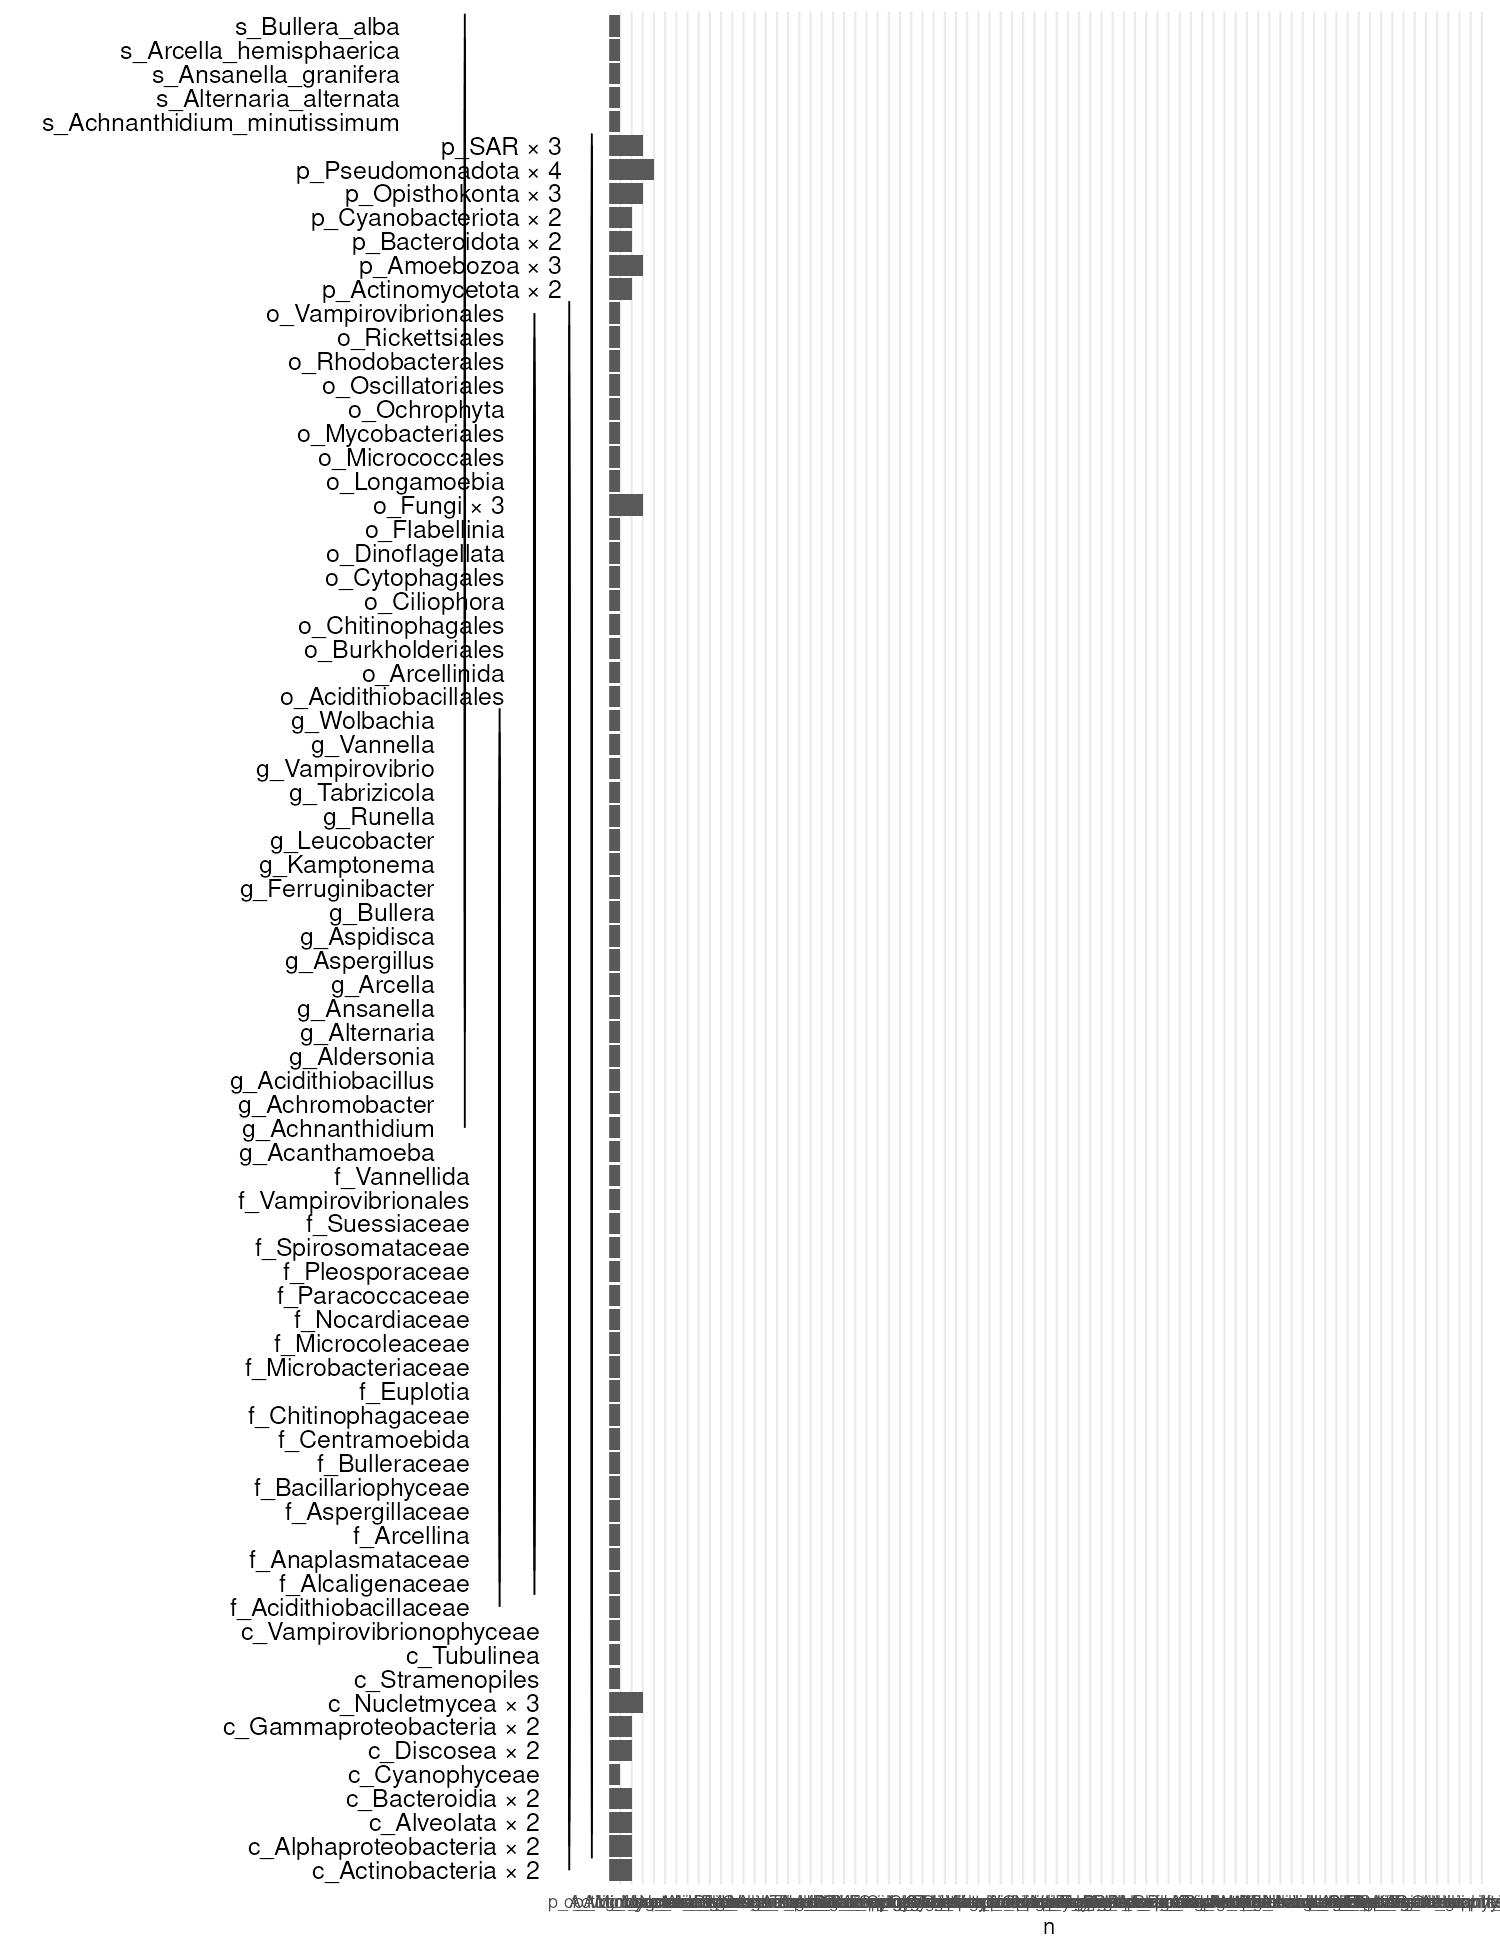 s_Bullera_alba
s_Arcella_hemisphaerica
s_Ansanella_granifera
s_Alternaria_alternata
s_Achnanthidium_minutissimum
p_SAR × 3
p_Pseudomonadota × 4
p_Opisthokonta × 3
p_Cyanobacteriota × 2
p_Bacteroidota × 2
p_Amoebozoa × 3
p_Actinomycetota × 2
o_Vampirovibrionales
o_Rickettsiales
o_Rhodobacterales
o_Oscillatoriales
o_Ochrophyta
o_Mycobacteriales
o_Micrococcales
o_Longamoebia
o_Fungi × 3
o_Flabellinia
o_Dinoflagellata
o_Cytophagales
o_Ciliophora
o_Chitinophagales
o_Burkholderiales
o_Arcellinida
o_Acidithiobacillales
g_Wolbachia
g_Vannella
g_Vampirovibrio
g_Tabrizicola
g_Runella
g_Leucobacter
g_Kamptonema
g_Ferruginibacter
g_Bullera
g_Aspidisca
g_Aspergillus
g_Arcella
g_Ansanella
g_Alternaria
g_Aldersonia
g_Acidithiobacillus
g_Achromobacter
g_Achnanthidium
g_Acanthamoeba
f_Vannellida
f_Vampirovibrionales
f_Suessiaceae
f_Spirosomataceae
f_Pleosporaceae
f_Paracoccaceae
f_Nocardiaceae
f_Microcoleaceae
f_Microbacteriaceae
f_Euplotia
f_Chitinophagaceae
f_Centramoebida
f_Bulleraceae
f_Bacillariophyceae
f_Aspergillaceae
f_Arcellina
f_Anaplasmataceae
f_Alcaligenaceae
f_Acidithiobacillaceae
c_Vampirovibrionophyceae
c_Tubulinea
c_Stramenopiles
c_Nucletmycea × 3
c_Gammaproteobacteria × 2
c_Discosea × 2
c_Cyanophyceae
c_Bacteroidia × 2
c_Alveolata × 2
c_Alphaproteobacteria × 2
c_Actinobacteria × 2
n